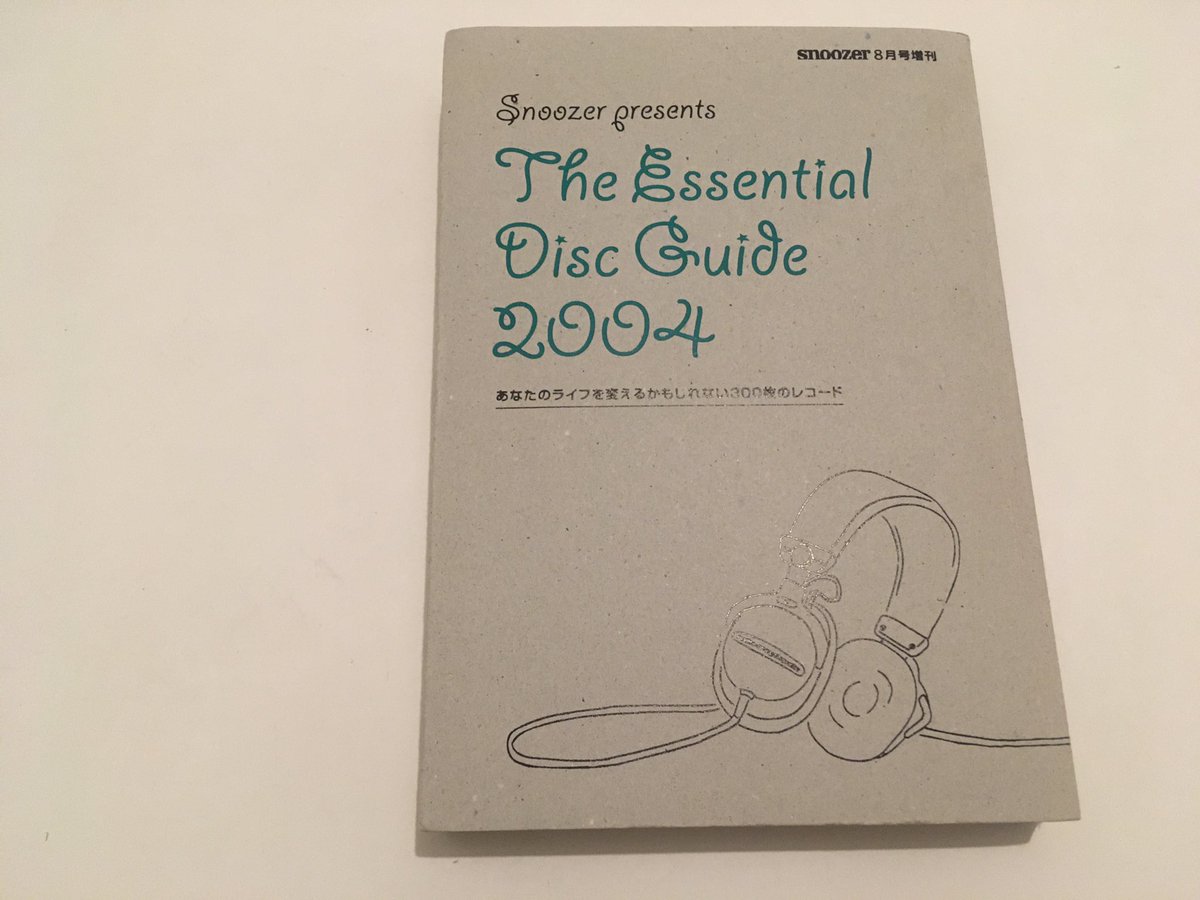 snoozer 8月号増刊
Snoozer presents
The Essential
Disc Guide
2004
あなたのライフを変えるかもしれない300枚のレコード